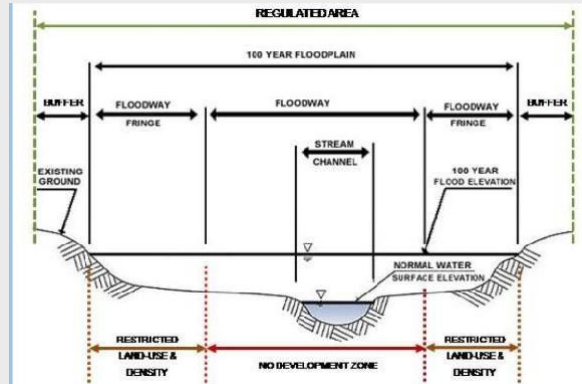 REGULATED AREA
100 YEAR FLOODPLAIN
BUFFER
FLOODWAY
FRINGE
FLOODWAY
FLOODWAY
FRINGE
BUFFER
STREAM
CHANNEL
EXISTING
GROUND
100 YEAR
FLOOD ELEVATION
NORMAL WATER
SURFACE ELEVATION
RESTRICTED
LAND-USE &
DENSITY
NO DEVELOPMENT ZONE
RESTRICTED
LAND-USE &
DENSITY